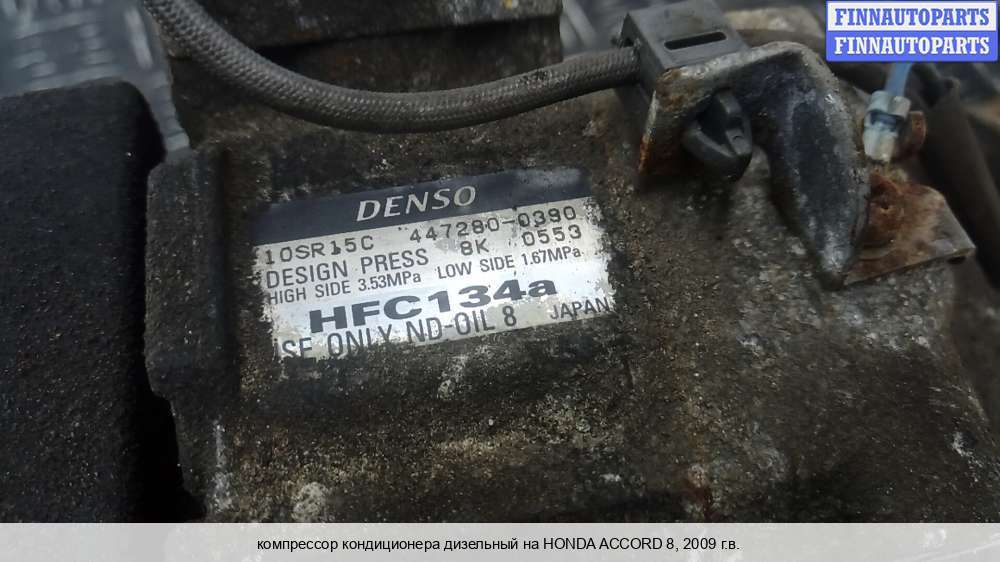 FINNAUTOPARTS
FINNAUTOPARTS
DENSO
10SR15C 447280-0390
DESIGN PRESS 8K 0553
HIGH SIDE 3.53MPa LOW SIDE 1.67MPa
HFC134a
USE ONLY ND-OIL 8 JAPAN
компрессор кондиционера дизельный на HONDA ACCORD 8, 2009 г.в.